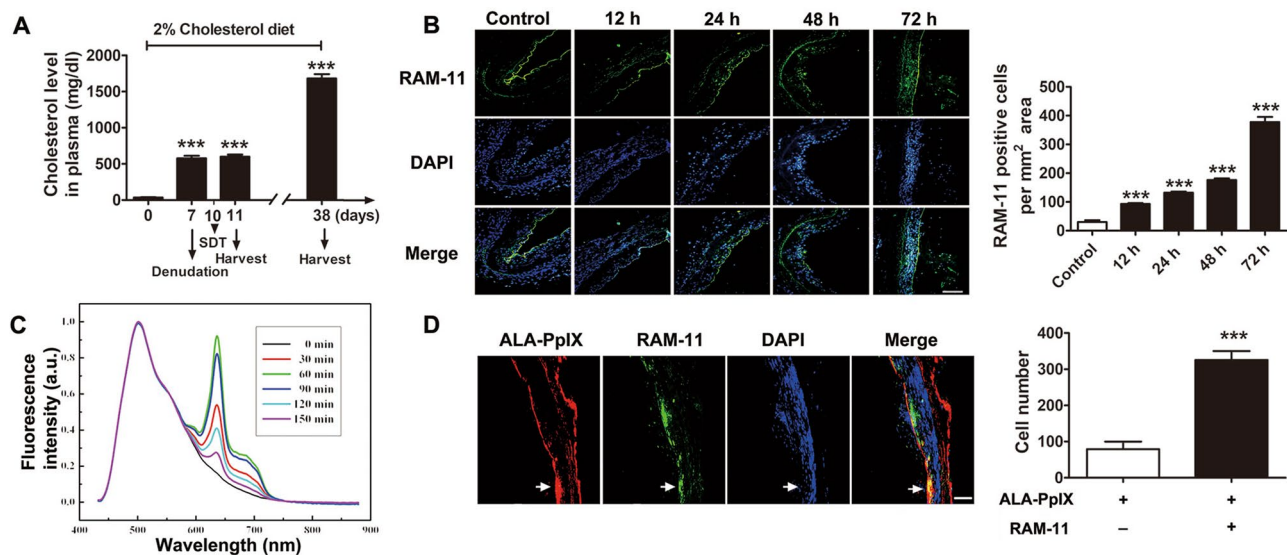 A
2% Cholesterol diet
Cholesterol level
in plasma (mg/dl)
2000
1500
1000
500
0
***
***
***
0
7
10
11
38 (days)
SDT
Denudation
Harvest
Harvest
B
Control
12 h
24 h
48 h
72 h
RAM-11
DAPI
Merge
RAM-11 positive cells
per mm² area
500
400
300
200
100
0
***
***
***
***
Control
12 h
24 h
48 h
72 h
C
Fluorescence
intensity (a.u.)
1.0
0.8
0.6
0.4
0.2
0.0
0 min
30 min
60 min
90 min
120 min
150 min
400
500
600
700
800
900
Wavelength (nm)
D
ALA-PpIX
RAM-11
DAPI
Merge
Cell number
400
300
200
100
0
***
ALA-PpIX + +
RAM-11 – +